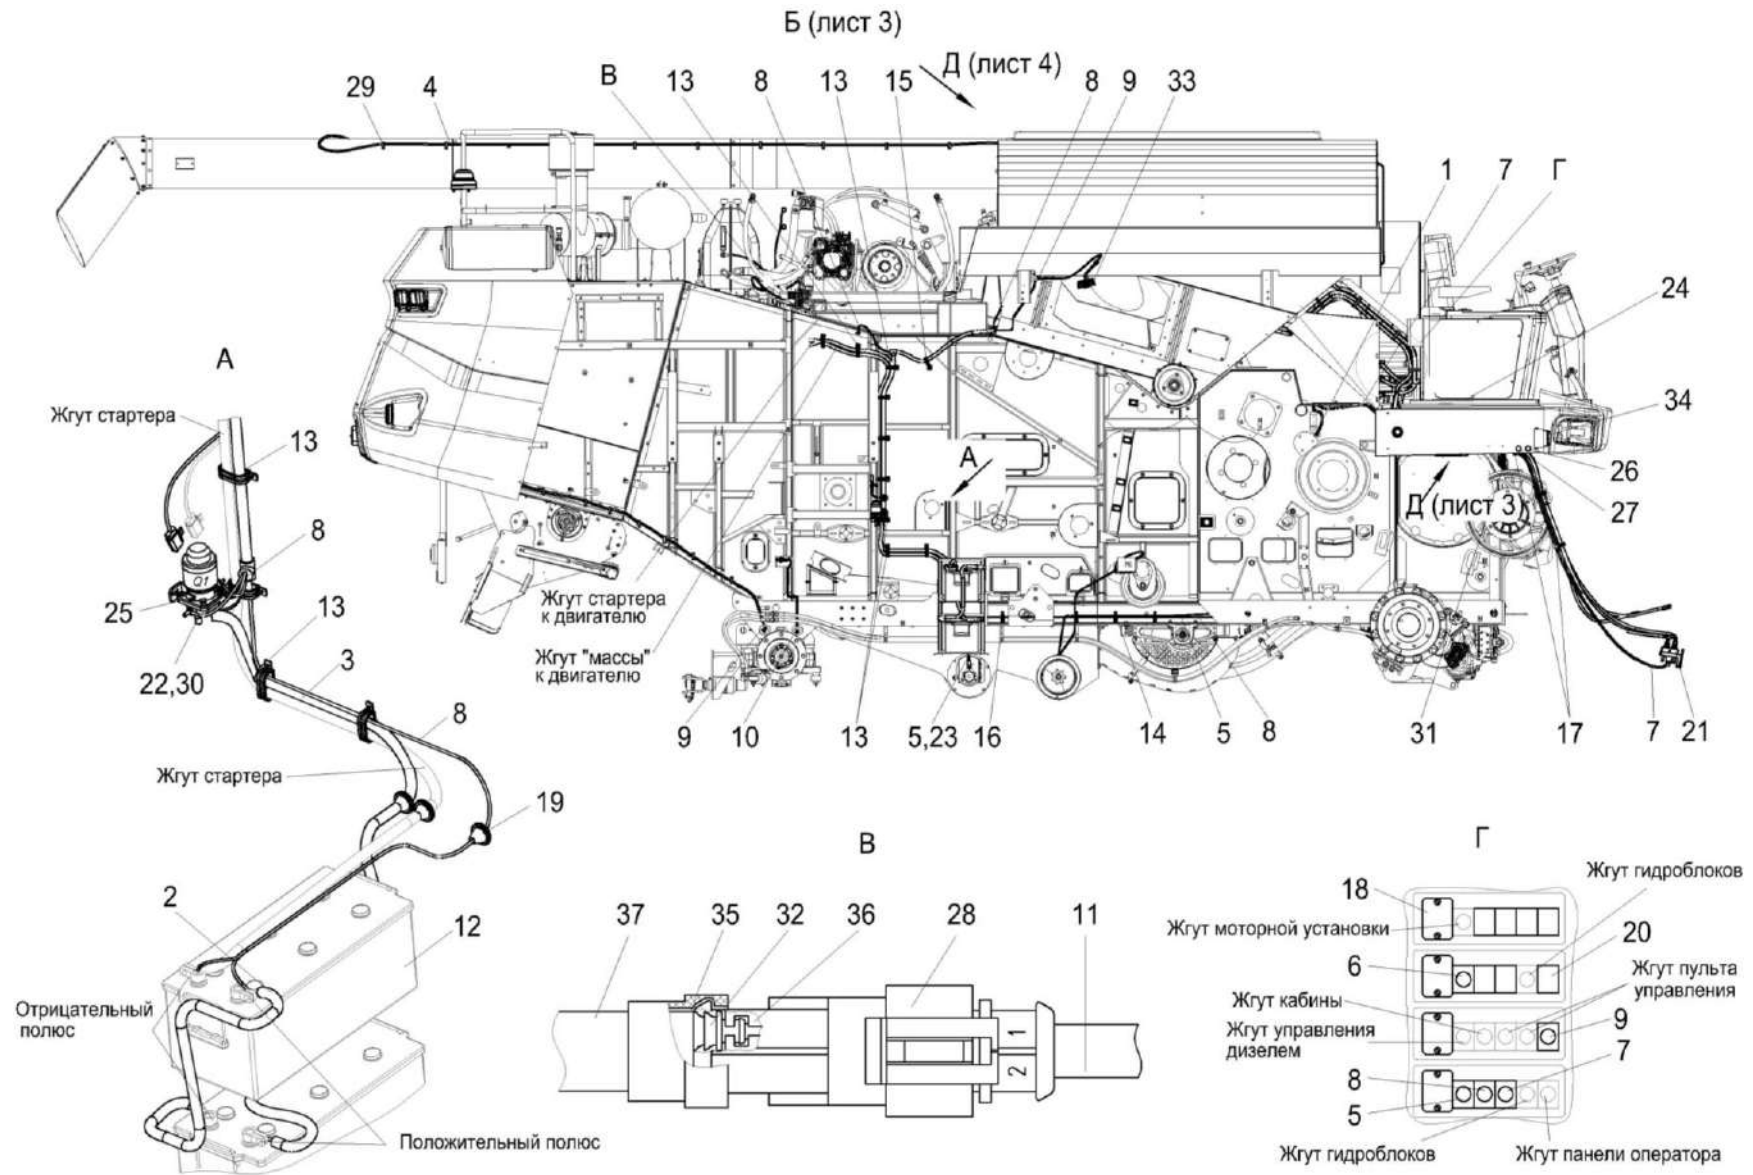 Б (лист 3)
Д (лист 4)
29
4
В
13
8
13
15
8
9
33
1
7
Г
24
34
26
27
А
Д (лист 3)
А
Жгут стартера
13
8
Q1
25
13
22,30
3
8
Жгут стартера
19
2
12
Отрицательный
полюс
Положительный полюс
Жгут стартера
к двигателю
Жгут "массы"
к двигателю
9
10
13
5,23
16
14
5
8
31
17
7
21
В
37
35
32
36
28
11
1
2
Г
Жгут гидроблоков
18
Жгут моторной установки
20
6
Жгут пульта
управления
Жгут кабины
9
Жгут управления
дизелем
7
8
5
Жгут гидроблоков
Жгут панели оператора